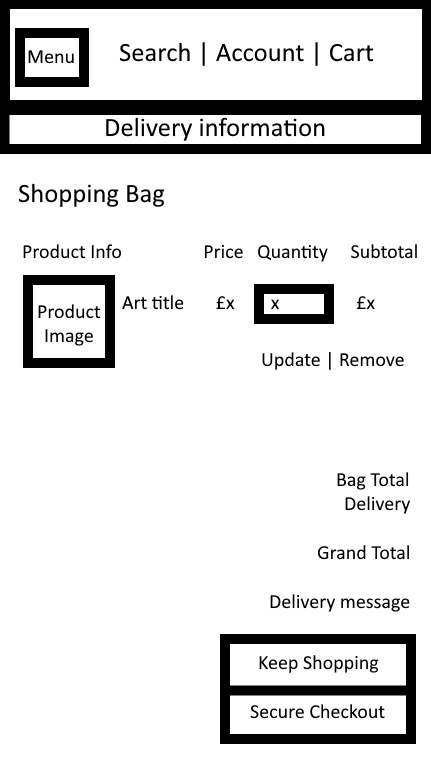 Menu
Search | Account | Cart
Delivery information
Shopping Bag
Product Info Price Quantity Subtotal
Product Image Art title £x x £x
Update | Remove
Bag Total
Delivery
Grand Total
Delivery message
Keep Shopping
Secure Checkout